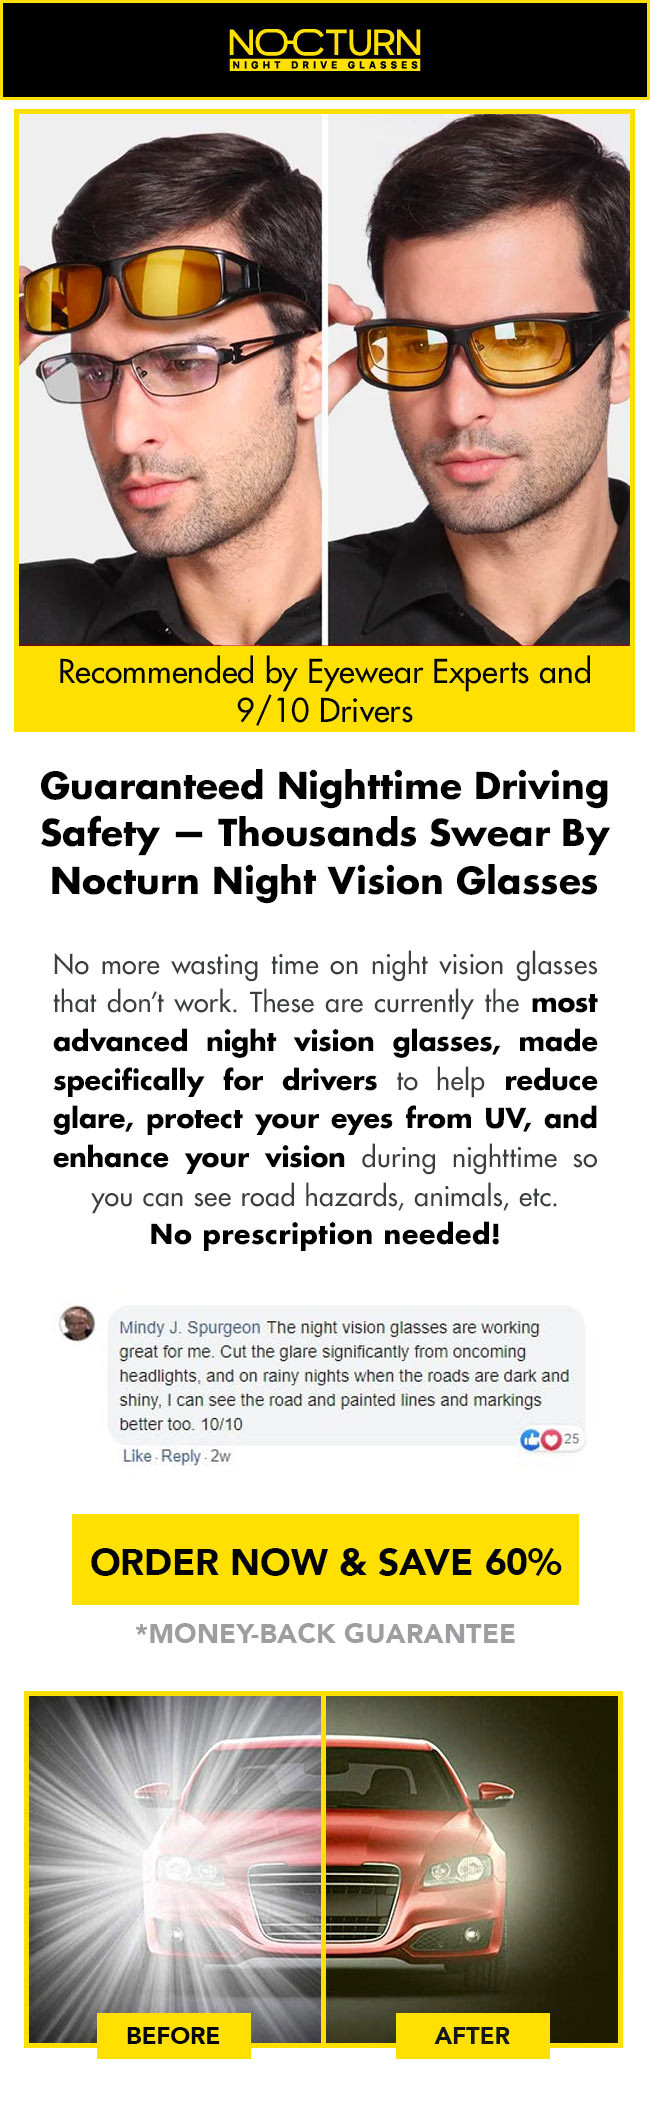 NOCTURN
NIGHT DRIVE GLASSES
Recommended by Eyewear Experts and
9/10 Drivers
Guaranteed Nighttime Driving
Safety — Thousands Swear By
Nocturn Night Vision Glasses
No more wasting time on night vision glasses
that don't work. These are currently the most
advanced night vision glasses, made
specifically for drivers to help reduce
glare, protect your eyes from UV, and
enhance your vision during nighttime so
you can see road hazards, animals, etc.
No prescription needed!
Mindy J. Spurgeon The night vision glasses are working
great for me. Cut the glare significantly from oncoming
headlights, and on rainy nights when the roads are dark and
shiny, I can see the road and painted lines and markings
better too. 10/10
25
Like · Reply · 2w
ORDER NOW & SAVE 60%
*MONEY-BACK GUARANTEE
BEFORE
AFTER